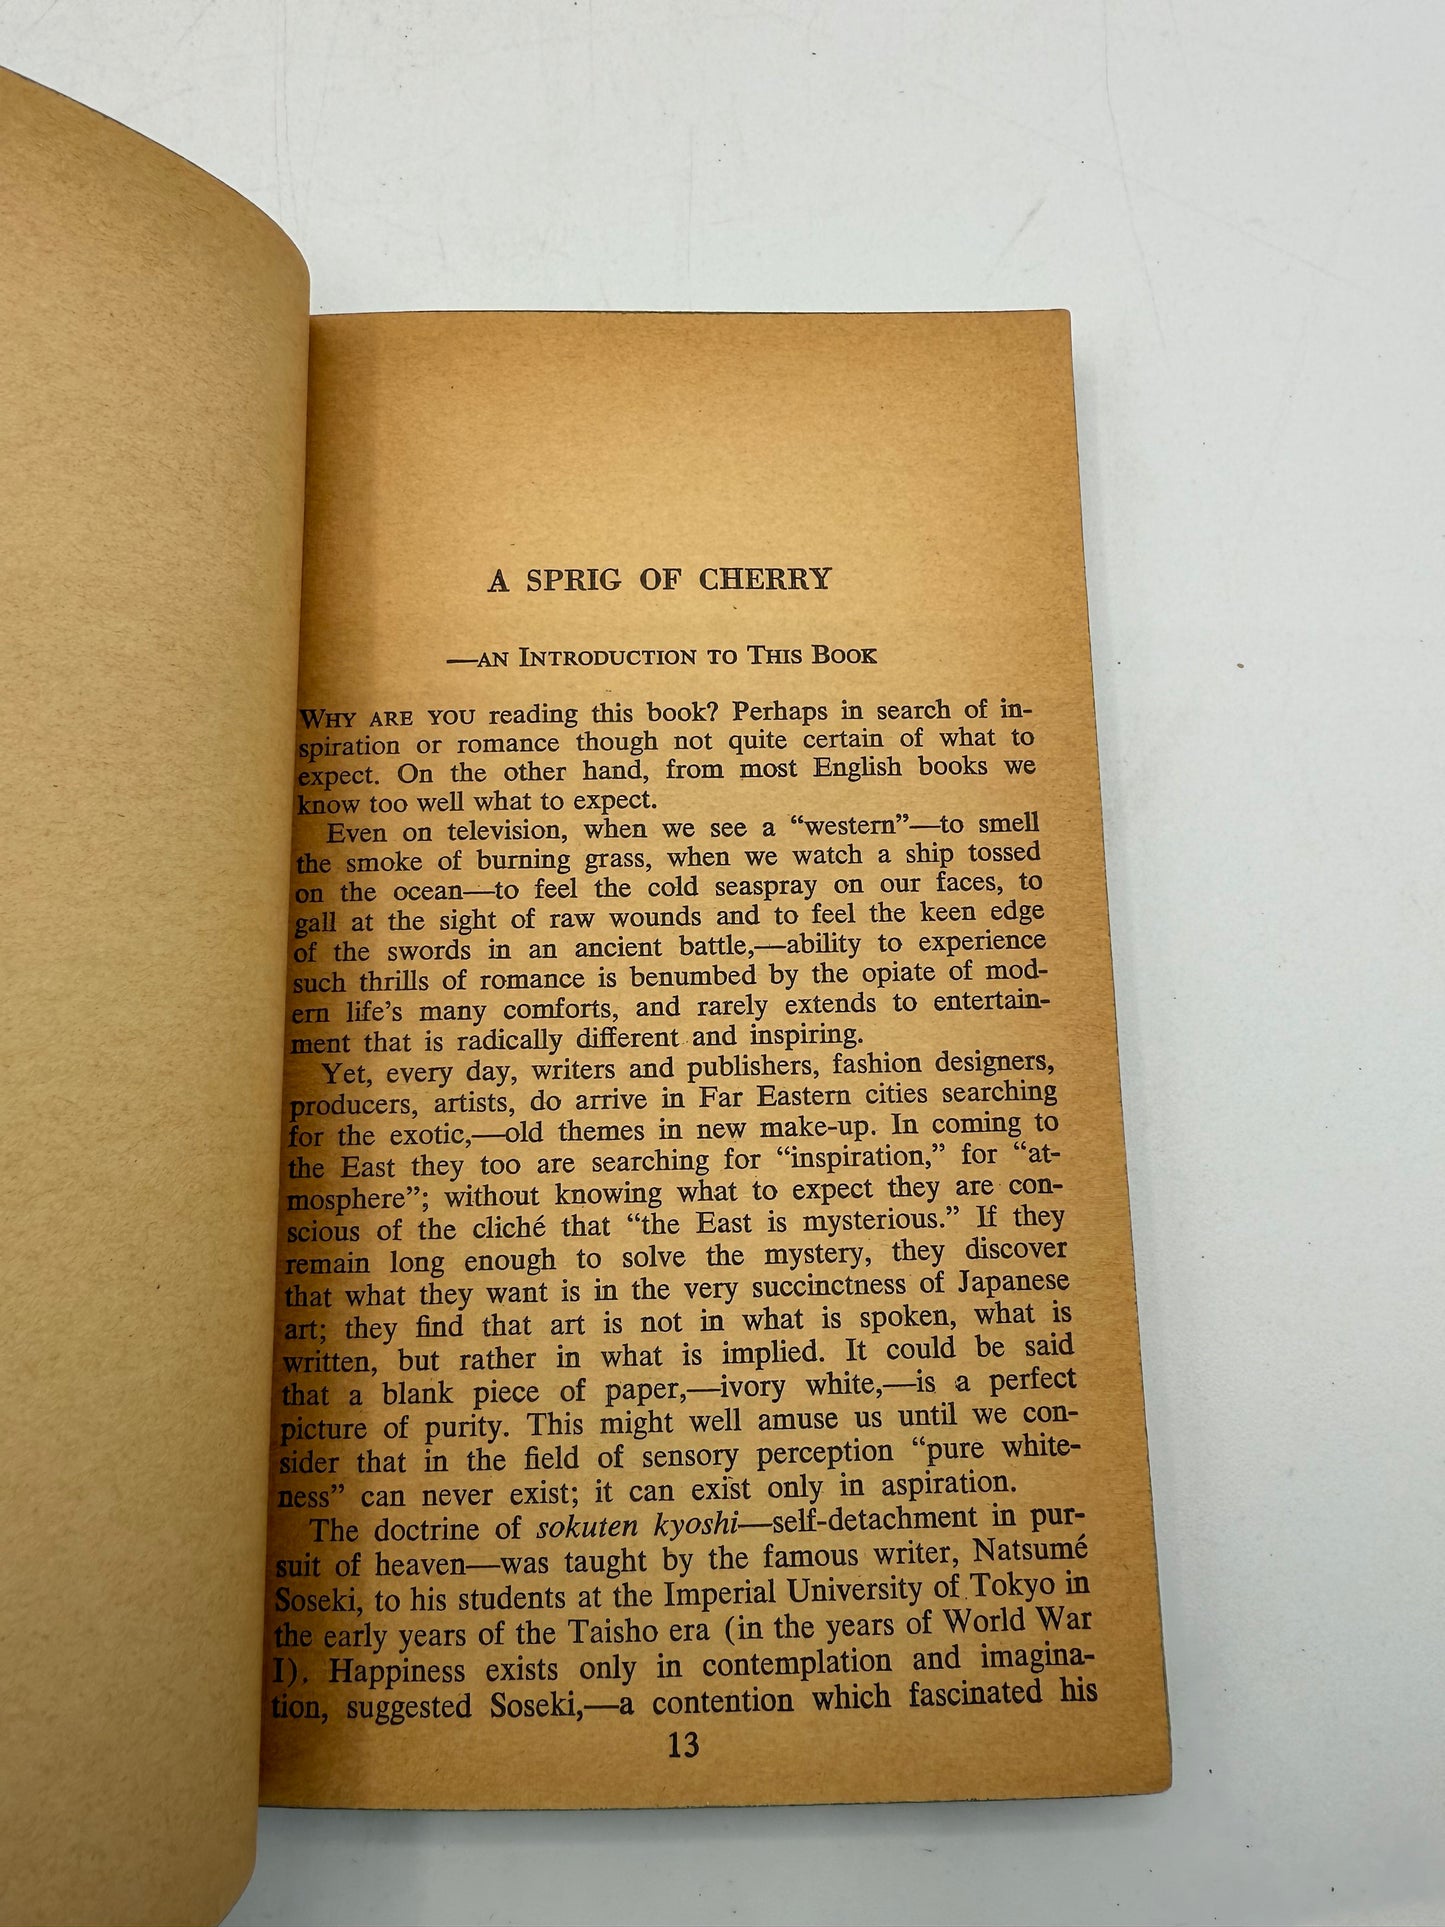 A SPRIG OF CHERRY
—AN INTRODUCTION TO THIS BOOK
WHY ARE YOU reading this book? Perhaps in search of in-
spiration or romance though not quite certain of what to
expect. On the other hand, from most English books we
know too well what to expect.
Even on television, when we see a “western”—to smell
the smoke of burning grass, when we watch a ship tossed
on the ocean—to feel the cold seaspray on our faces, to
gall at the sight of raw wounds and to feel the keen edge
of the swords in an ancient battle,—ability to experience
such thrills of romance is benumbed by the opiate of mod-
ern life’s many comforts, and rarely extends to entertain-
ment that is radically different and inspiring.
Yet, every day, writers and publishers, fashion designers,
producers, artists, do arrive in Far Eastern cities searching
for the exotic,—old themes in new make-up. In coming to
the East they too are searching for “inspiration,” for “at-
mosphere”; without knowing what to expect they are con-
scious of the cliché that “the East is mysterious.” If they
remain long enough to solve the mystery, they discover
that what they want is in the very succinctness of Japanese
art; they find that art is not in what is spoken, what is
written, but rather in what is implied. It could be said
that a blank piece of paper,—ivory white,—is a perfect
picture of purity. This might well amuse us until we con-
sider that in the field of sensory perception “pure white-
ness” can never exist; it can exist only in aspiration.
The doctrine of sokuten kyoshi—self-detachment in pur-
suit of heaven—was taught by the famous writer, Natsumé
Soseki, to his students at the Imperial University of Tokyo in
the early years of the Taisho era (in the years of World War
I). Happiness exists only in contemplation and imagina-
tion, suggested Soseki,—a contention which fascinated his
13